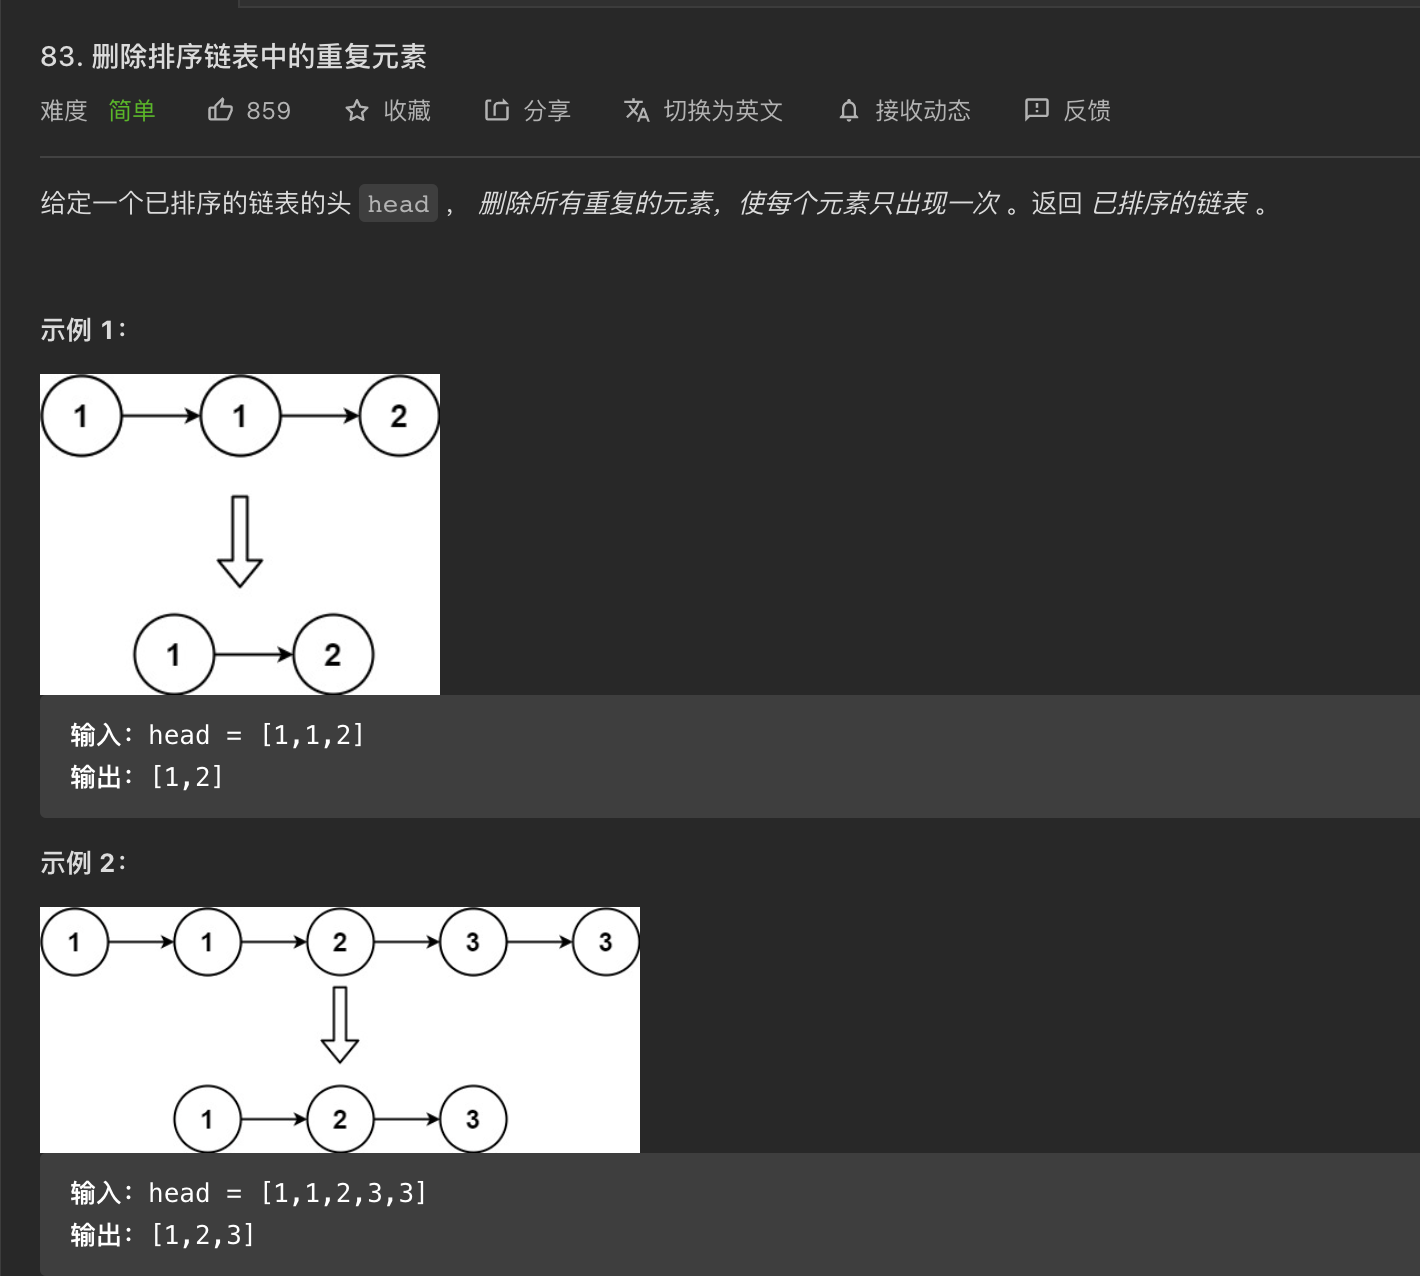 83. 删除排序链表中的重复元素
难度 简单 859 收藏 分享 切换为英文 接收动态 反馈
给定一个已排序的链表的头 head ， 删除所有重复的元素，使每个元素只出现一次 。返回 已排序的链表 。
示例 1：
1 1 2
1 2
输入：head = [1,1,2]
输出：[1,2]
示例 2：
1 1 2 3 3
1 2 3
输入：head = [1,1,2,3,3]
输出：[1,2,3]